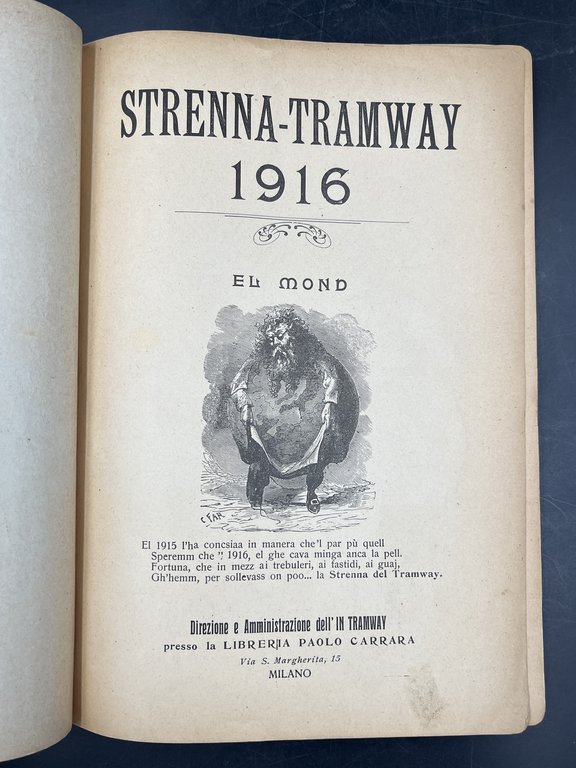 STRENNA-TRAMWAY
1916
EL MOND
C TAR
El 1915 l'ha concsiaa in manera che'l par pù quell
Speremm che " 1916, el ghe cava minga anca la pell.
Fortuna, che in mezz ai trebuleri, ai fastidi, ai guaj,
Gh'hemm, per sollevass on poo... la Strenna del Tramway.
Direzione e Amministrazione dell' IN TRAMWAY
presso la LIBRERIA PAOLO CARRARA
Via S. Margherita, 15
MILANO